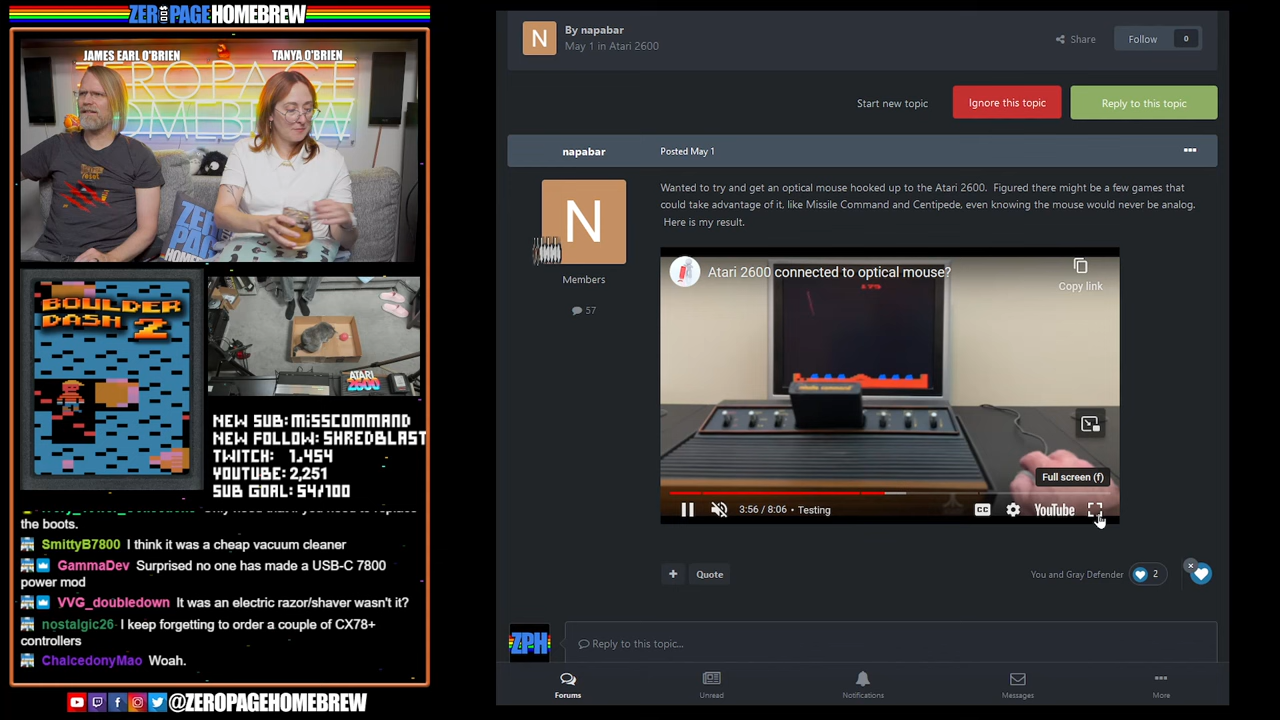 ZERO PAGE HOMEBREW
JAMES EARL O'BRIEN
TANYA O'BRIEN
ZERO PAGE
HOMEBREW
BOULDER
DASH 2
ATARI
2600
NEW SUB: MISSCOMMAND
NEW FOLLOW: SHREDBLAST
TWITCH: 1,454
YOUTUBE: 2,251
SUB GOAL: 54/100
the boots.
SmittyB7800 I think it was a cheap vacuum cleaner
GammaDev Surprised no one has made a USB-C 7800
power mod
VVG_doubledown It was an electric razor/shaver wasn't it?
nostalgic26 I keep forgetting to order a couple of CX78+
controllers
ChalcedonyMao Woah.
@ZEROPAGEHOMEBREW
N
By napabar
May 1 in Atari 2600
Share
Follow 0
Start new topic
Ignore this topic
Reply to this topic
napabar
Posted May 1
N
Members
57
Wanted to try and get an optical mouse hooked up to the Atari 2600. Figured there might be a few games that
could take advantage of it, like Missile Command and Centipede, even knowing the mouse would never be analog.
Here is my result.
Atari 2600 connected to optical mouse?
Copy link
missile command
Full screen (f)
3:56 / 8:06 • Testing
CC
YouTube
+ Quote
You and Gray Defender 2
ZPH
Reply to this topic...
Forums
Unread
Notifications
Messages
More